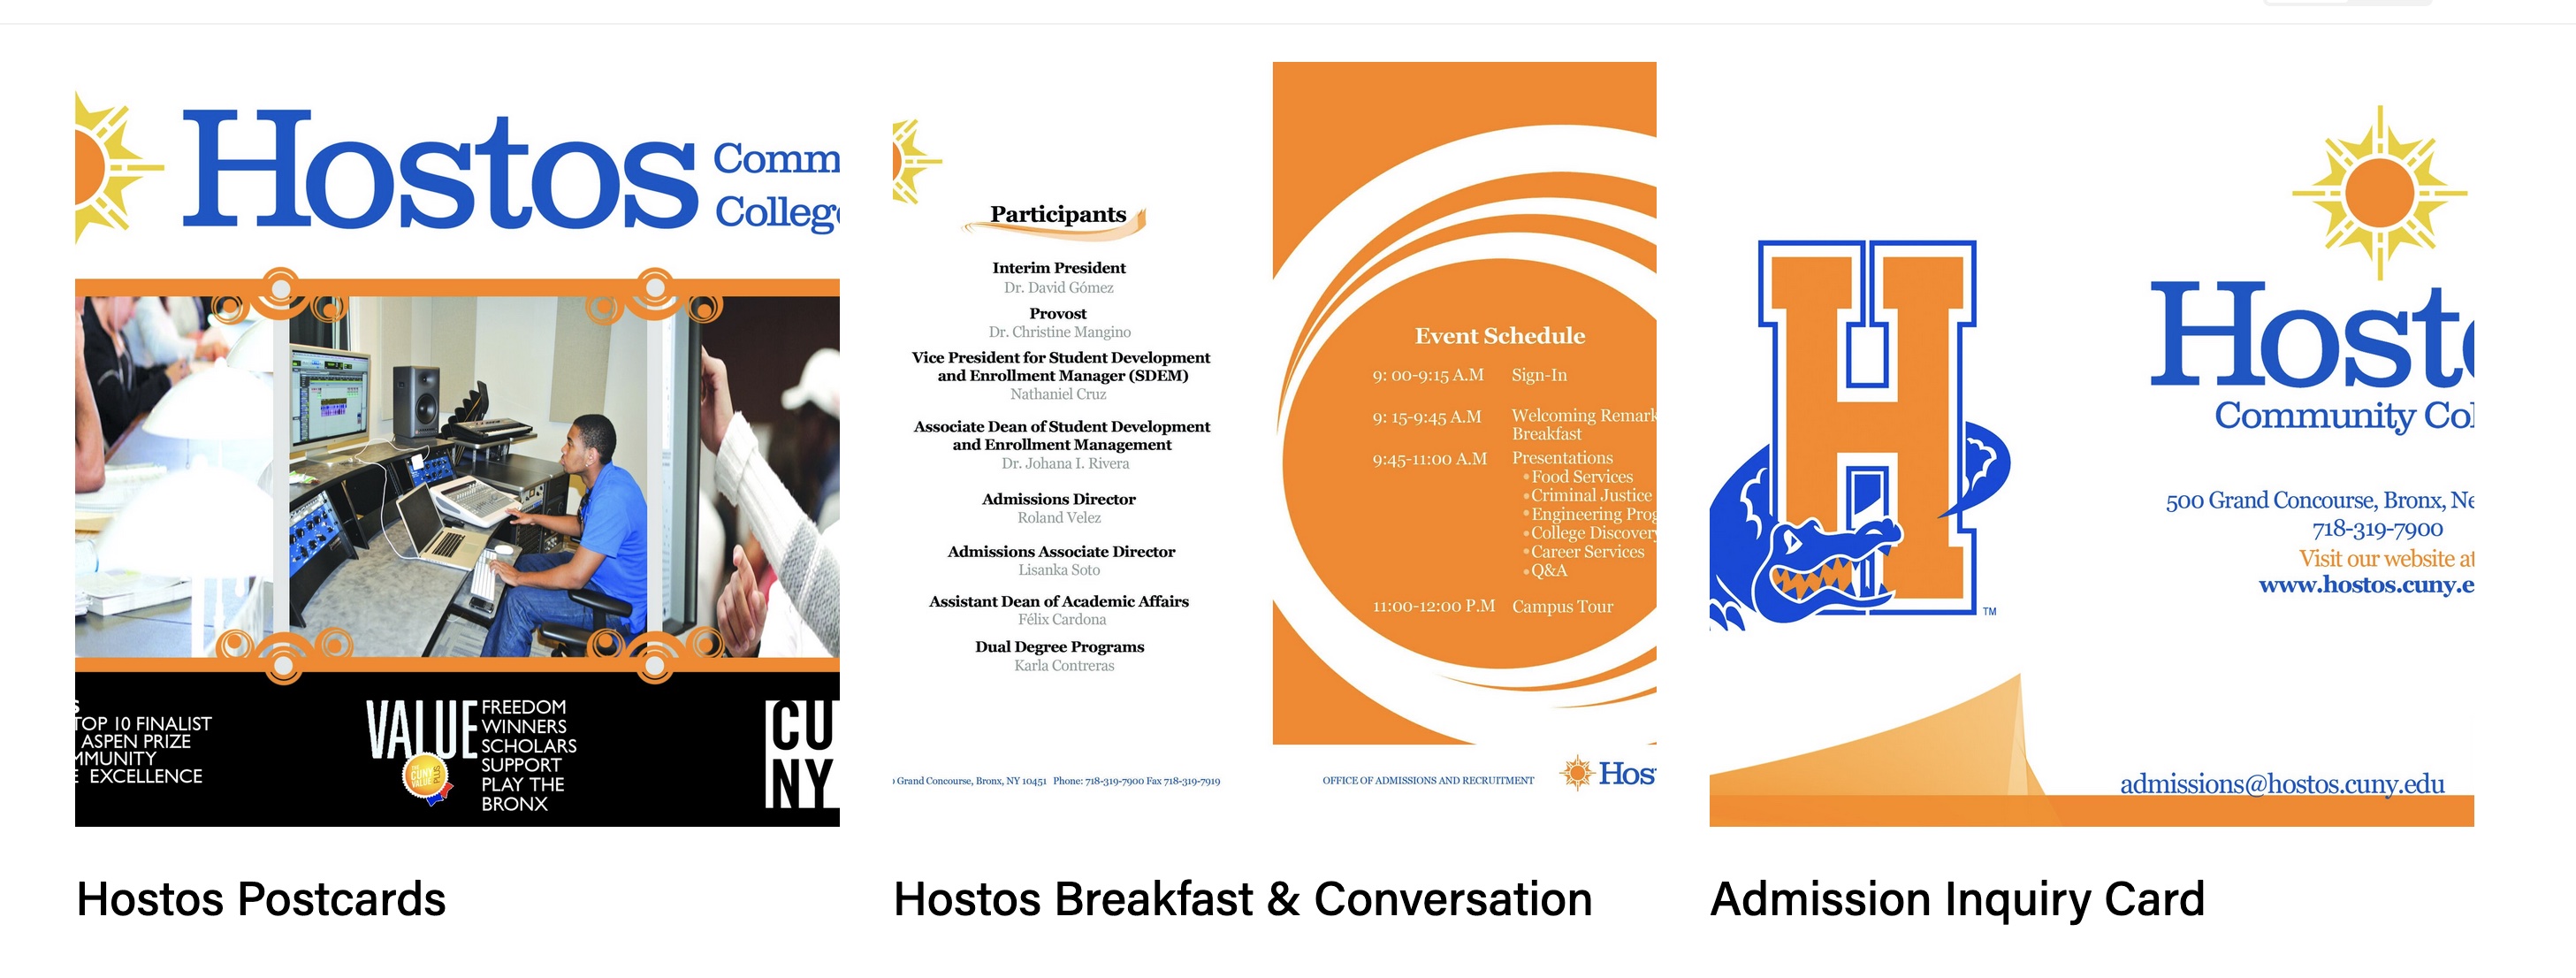 Hostos
Comm
College
TOP 10 FINALIST
ASPEN PRIZE
MMUNITY
EXCELLENCE
VALUE
FREEDOM
WINNERS
SCHOLARS
SUPPORT
PLAY THE
BRONX
THE
CUNY
VALUE
PLUS
CU
NY
Hostos Postcards
Participants
Interim President
Dr. David Gómez
Provost
Dr. Christine Mangino
Vice President for Student Development
and Enrollment Manager (SDEM)
Nathaniel Cruz
Associate Dean of Student Development
and Enrollment Management
Dr. Johana I. Rivera
Admissions Director
Roland Velez
Admissions Associate Director
Lisanka Soto
Assistant Dean of Academic Affairs
Félix Cardona
Dual Degree Programs
Karla Contreras
Grand Concourse, Bronx, NY 10451 Phone: 718-319-7900 Fax 718-319-7919
Event Schedule
9: 00-9:15 A.M Sign-In
9: 15-9:45 A.M Welcoming Remark
Breakfast
9:45-11:00 A.M Presentations
• Food Services
• Criminal Justice
• Engineering Prog
• College Discovery
• Career Services
• Q&A
11:00-12:00 P.M Campus Tour
OFFICE OF ADMISSIONS AND RECRUITMENT
Hos
Hostos Breakfast & Conversation
H
TM
Hosto
Community Col
500 Grand Concourse, Bronx, Ne
718-319-7900
Visit our website at
www.hostos.cuny.e
admissions@hostos.cuny.edu
Admission Inquiry Card